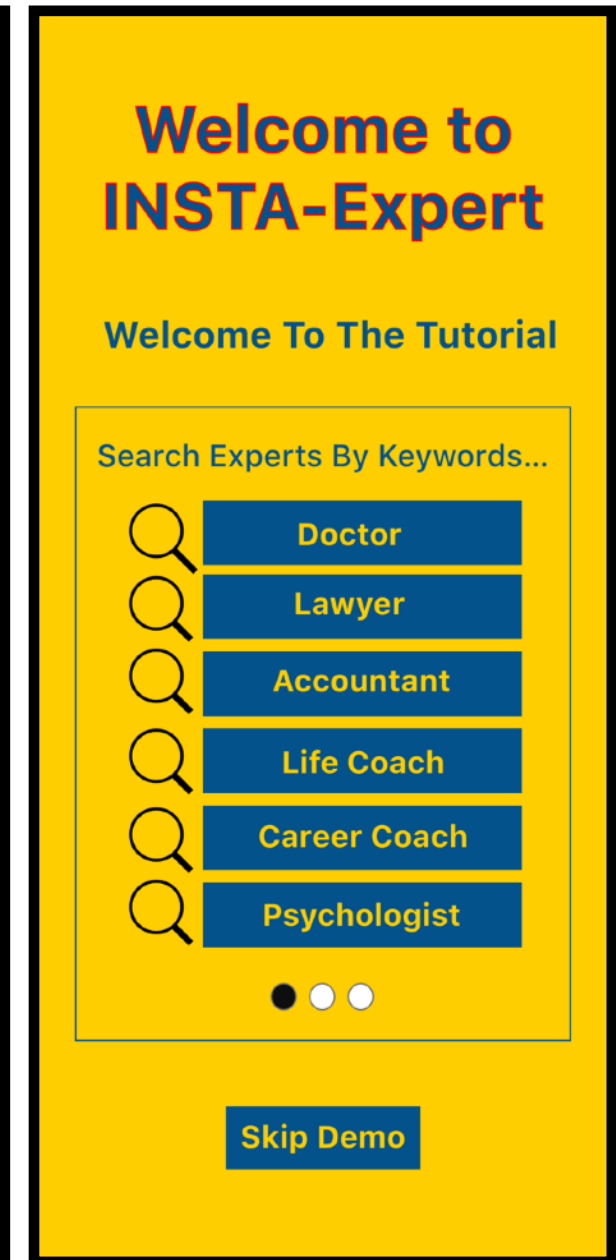 Welcome to
INSTA-Expert
Welcome To The Tutorial
Search Experts By Keywords...
Doctor
Lawyer
Accountant
Life Coach
Career Coach
Psychologist
Skip Demo